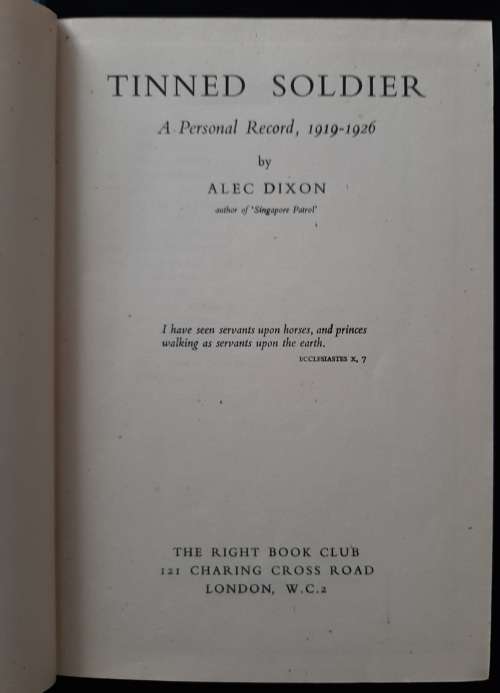 TINNED SOLDIER
A Personal Record, 1919-1926
by
ALEC DIXON
author of 'Singapore Patrol'
I have seen servants upon horses, and princes
walking as servants upon the earth.
ECCLESIASTES X, 7
THE RIGHT BOOK CLUB
121 CHARING CROSS ROAD
LONDON, W.C.2